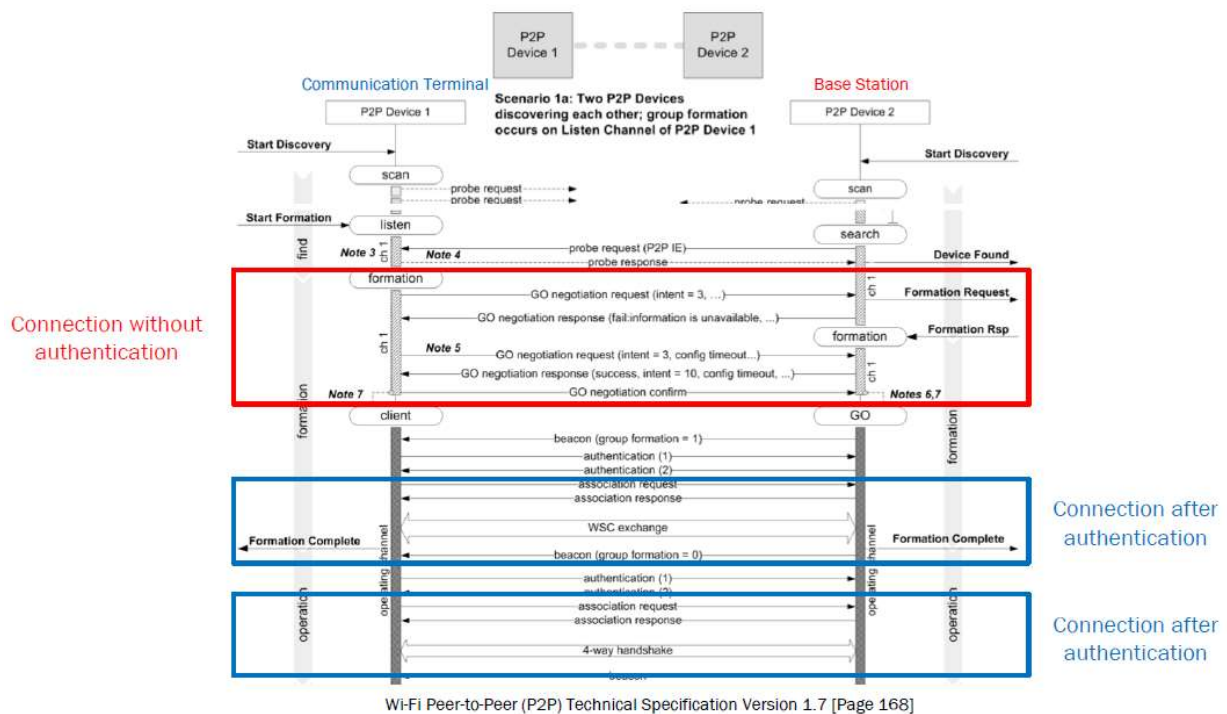 P2P
Device 1
P2P
Device 2
Communication Terminal
Base Station
P2P Device 1
Scenario 1a: Two P2P Devices
discovering each other; group formation
occurs on Listen Channel of P2P Device 1
P2P Device 2
Start Discovery
Start Discovery
scan
scan
probe request
probe request
probe request
Start Formation
listen
search
find
Note 3
ch 1
Note 4
probe request (P2P IE)
probe response
Device Found
formation
ch 1
GO negotiation request (intent = 3, ...)
Formation Request
Connection without
authentication
GO negotiation response (fail:information is unavailable, ...)
formation
Formation Rsp
ch 1
Note 5
GO negotiation request (intent = 3, config timeout...)
GO negotiation response (success, intent = 10, config timeout, ...)
ch 1
Note 7
GO negotiation confirm
Notes 6,7
formation
client
GO
formation
beacon (group formation = 1)
authentication (1)
authentication (2)
association request
association response
Connection after
authentication
WSC exchange
Formation Complete
Formation Complete
beacon (group formation = 0)
operating channel
operating channel
authentication (1)
authentication (2)
association request
association response
operation
operation
Connection after
authentication
4-way handshake
beacon
Wi-Fi Peer-to-Peer (P2P) Technical Specification Version 1.7 [Page 168]